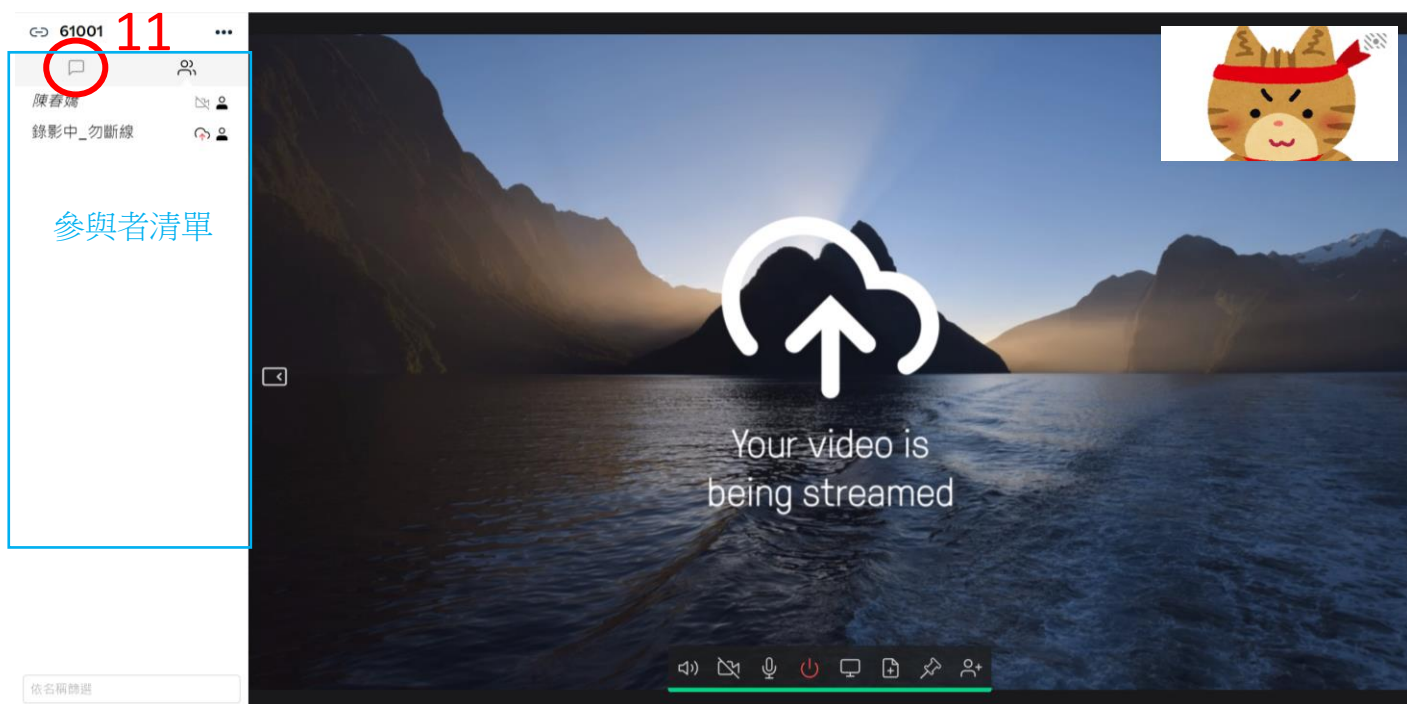 61001
11
陳春嬌
錄影中_勿斷線
參與者清單
Your video is
being streamed
依名稱篩選